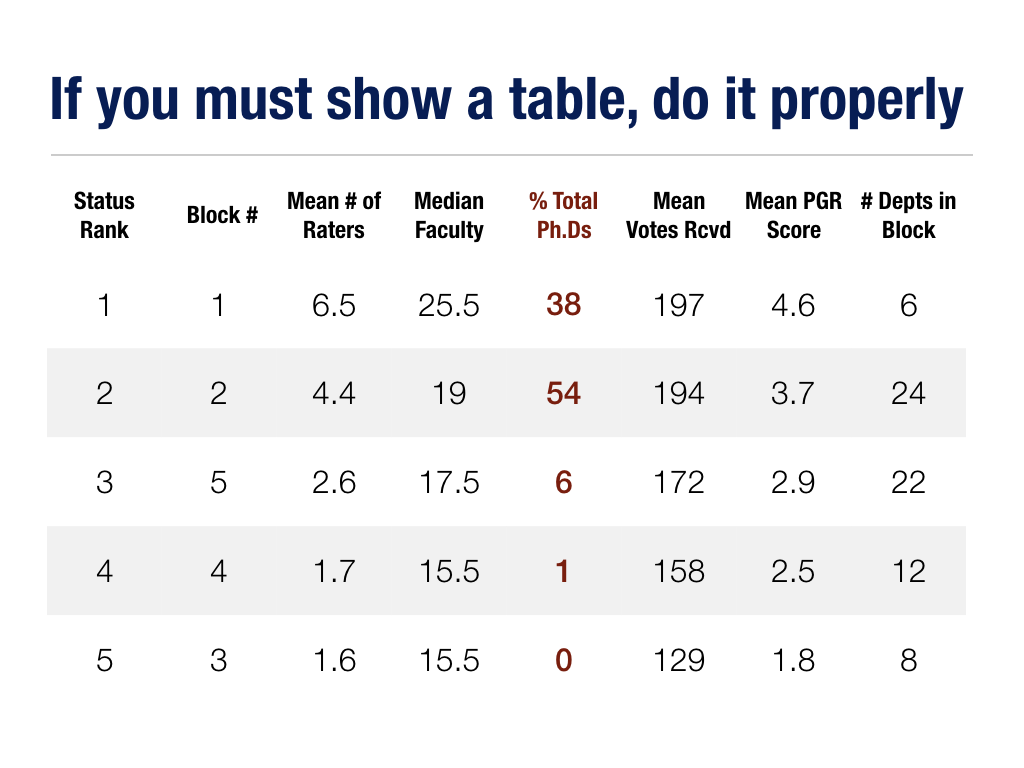 If you must show a table, do it properly
Status Rank Block # Mean # of Raters Median Faculty % Total Ph.Ds Mean Votes Rcvd Mean PGR Score # Depts in Block
1 1 6.5 25.5 38 197 4.6 6
2 2 4.4 19 54 194 3.7 24
3 5 2.6 17.5 6 172 2.9 22
4 4 1.7 15.5 1 158 2.5 12
5 3 1.6 15.5 0 129 1.8 8